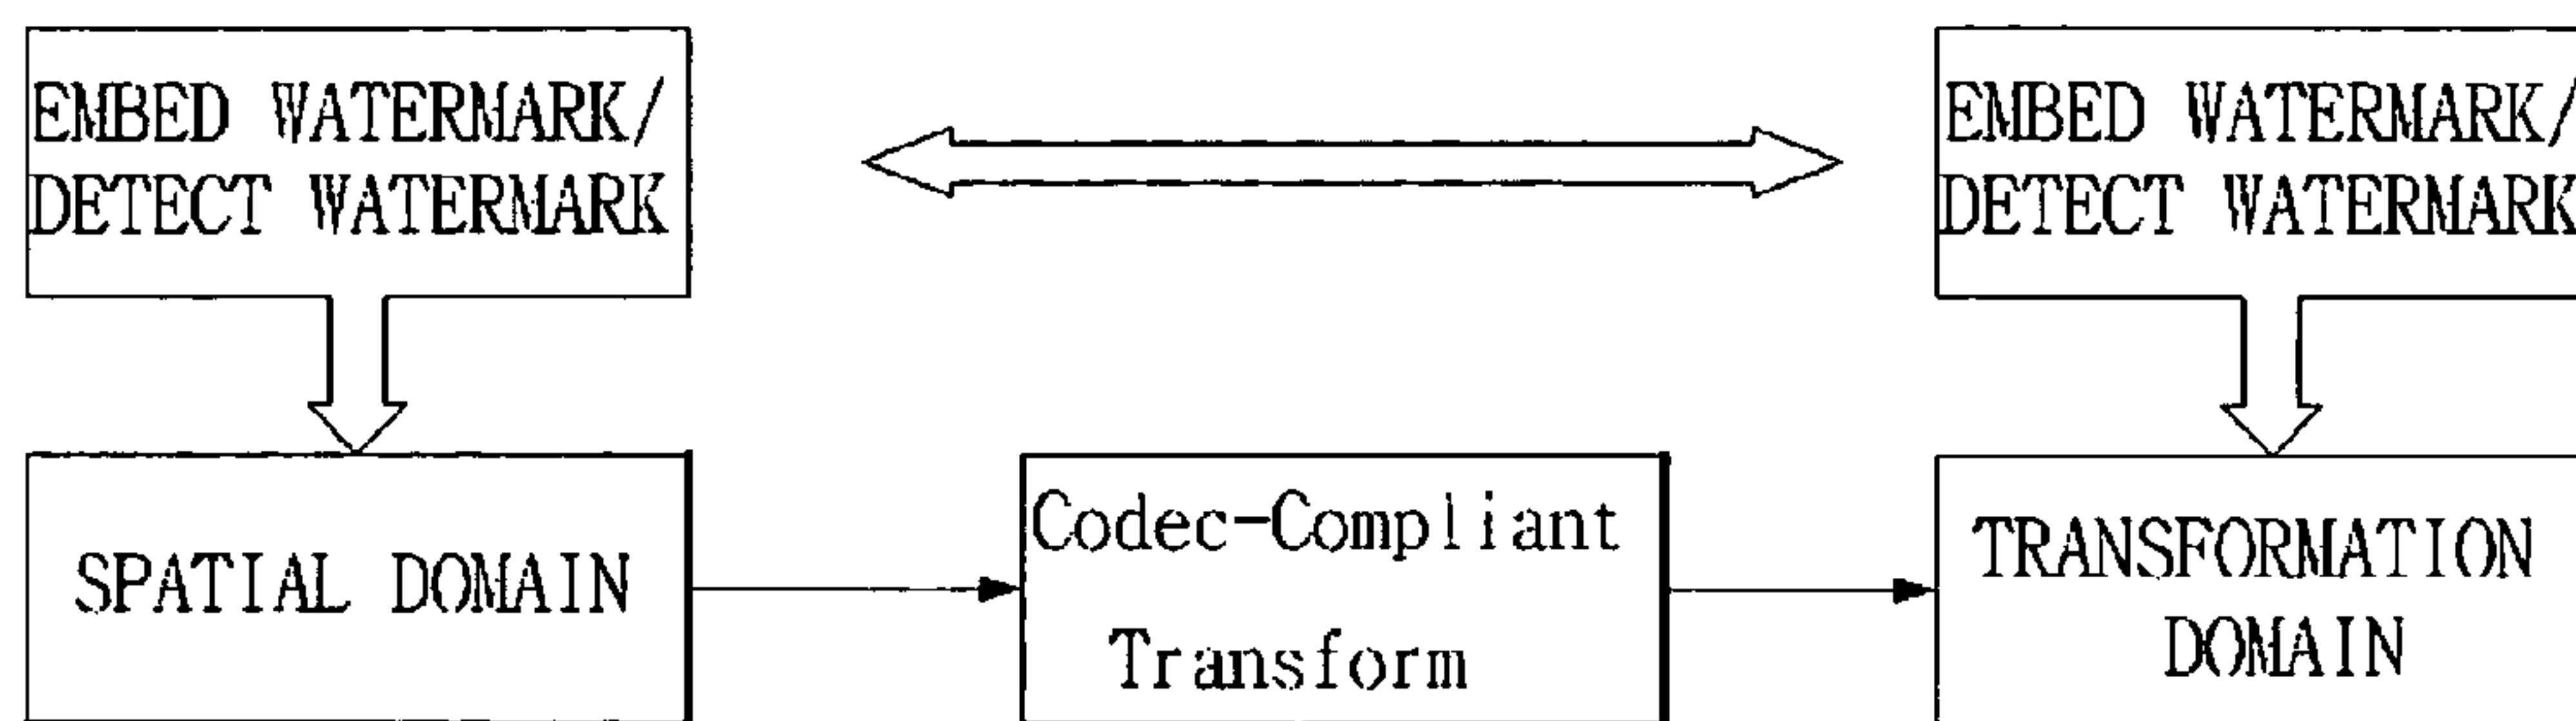 EMBED WATERMARK/
DETECT WATERMARK
EMBED WATERMARK/
DETECT WATERMARK
SPATIAL DOMAIN
Codec-Compliant
Transform
TRANSFORMATION
DOMAIN